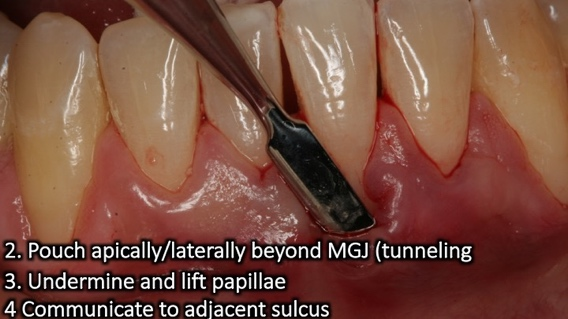 2. Pouch apically/laterally beyond MGJ (tunneling
3. Undermine and lift papillae
4 Communicate to adjacent sulcus